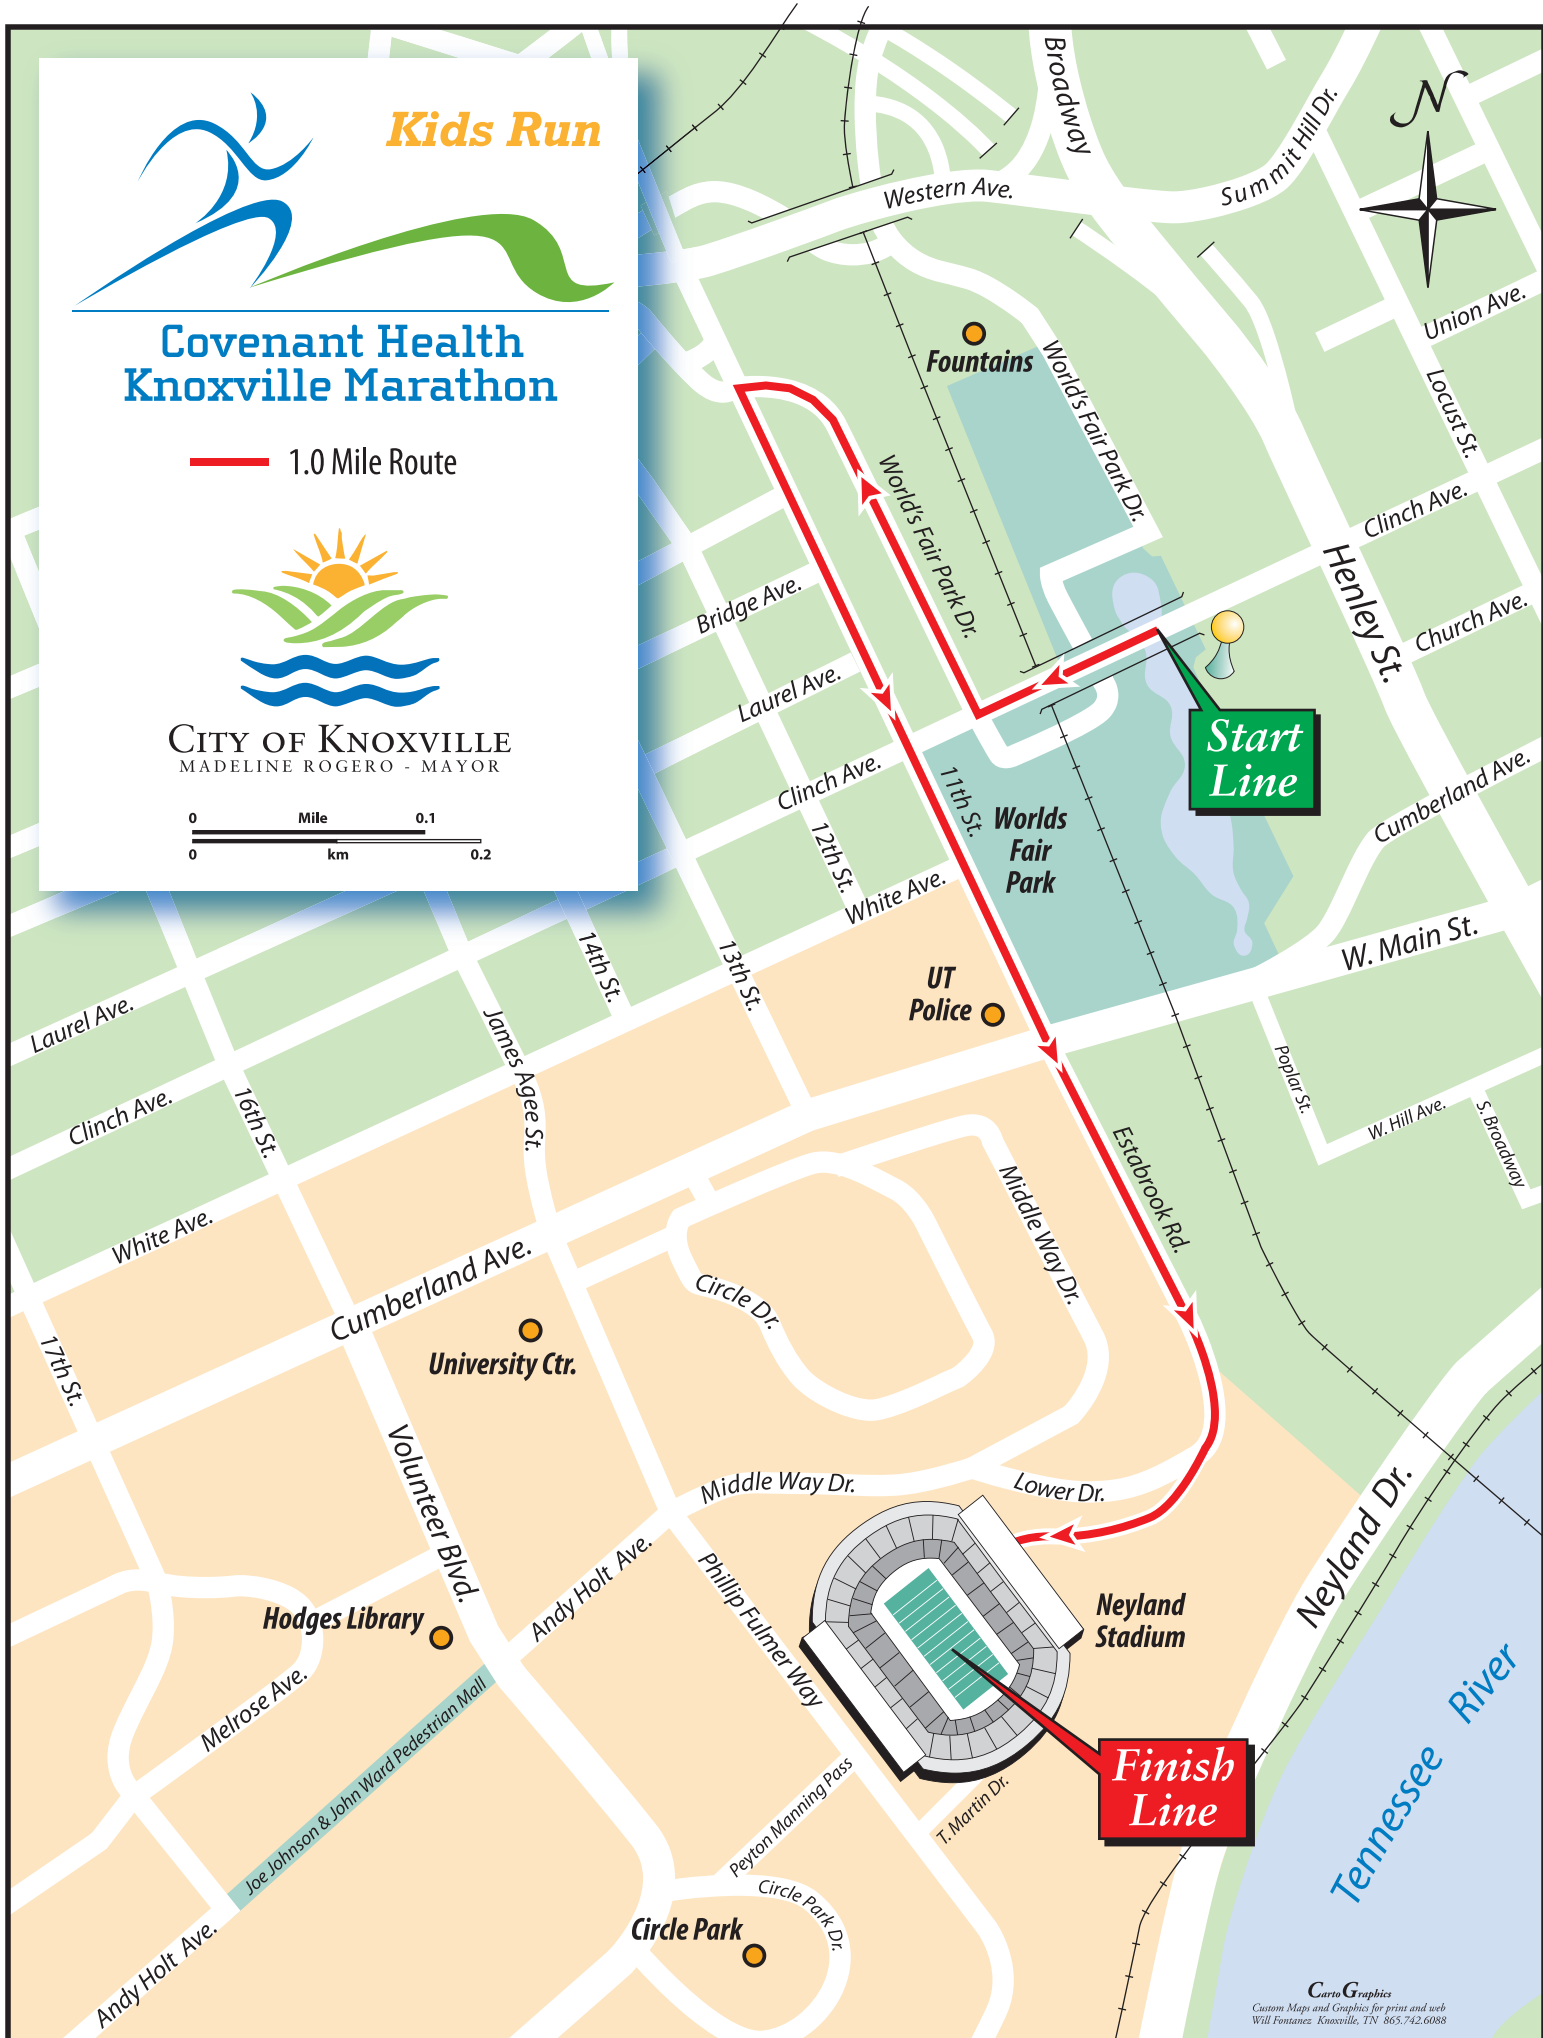 Kids Run
Covenant Health
Knoxville Marathon
1.0 Mile Route
CITY OF KNOXVILLE
MADELINE ROGERO - MAYOR
0 Mile 0.1
0 km 0.2
N
Broadway
Western Ave.
Summit Hill Dr.
Union Ave.
Fountains
World's Fair Park Dr.
Locust St.
World's Fair Park Dr.
Clinch Ave.
Henley St.
Church Ave.
Bridge Ave.
Laurel Ave.
Start
Line
Clinch Ave.
11th St.
Worlds
Fair
Park
Cumberland Ave.
12th St.
White Ave.
W. Main St.
14th St.
13th St.
UT
Police
Laurel Ave.
James Agee St.
Poplar St.
Clinch Ave.
16th St.
W. Hill Ave.
S. Broadway
Estabrook Rd.
Middle Way Dr.
White Ave.
Cumberland Ave.
Circle Dr.
University Ctr.
17th St.
Volunteer Blvd.
Middle Way Dr.
Lower Dr.
Neyland Dr.
Andy Holt Ave.
Phillip Fulmer Way
Hodges Library
Neyland
Stadium
Melrose Ave.
Joe Johnson & John Ward Pedestrian Mall
Tennessee River
Finish
Line
Peyton Manning Pass
T. Martin Dr.
Circle Park Dr.
Circle Park
Andy Holt Ave.
CartoGraphics
Custom Maps and Graphics for print and web
Will Fontanez Knoxville, TN 865.742.6088